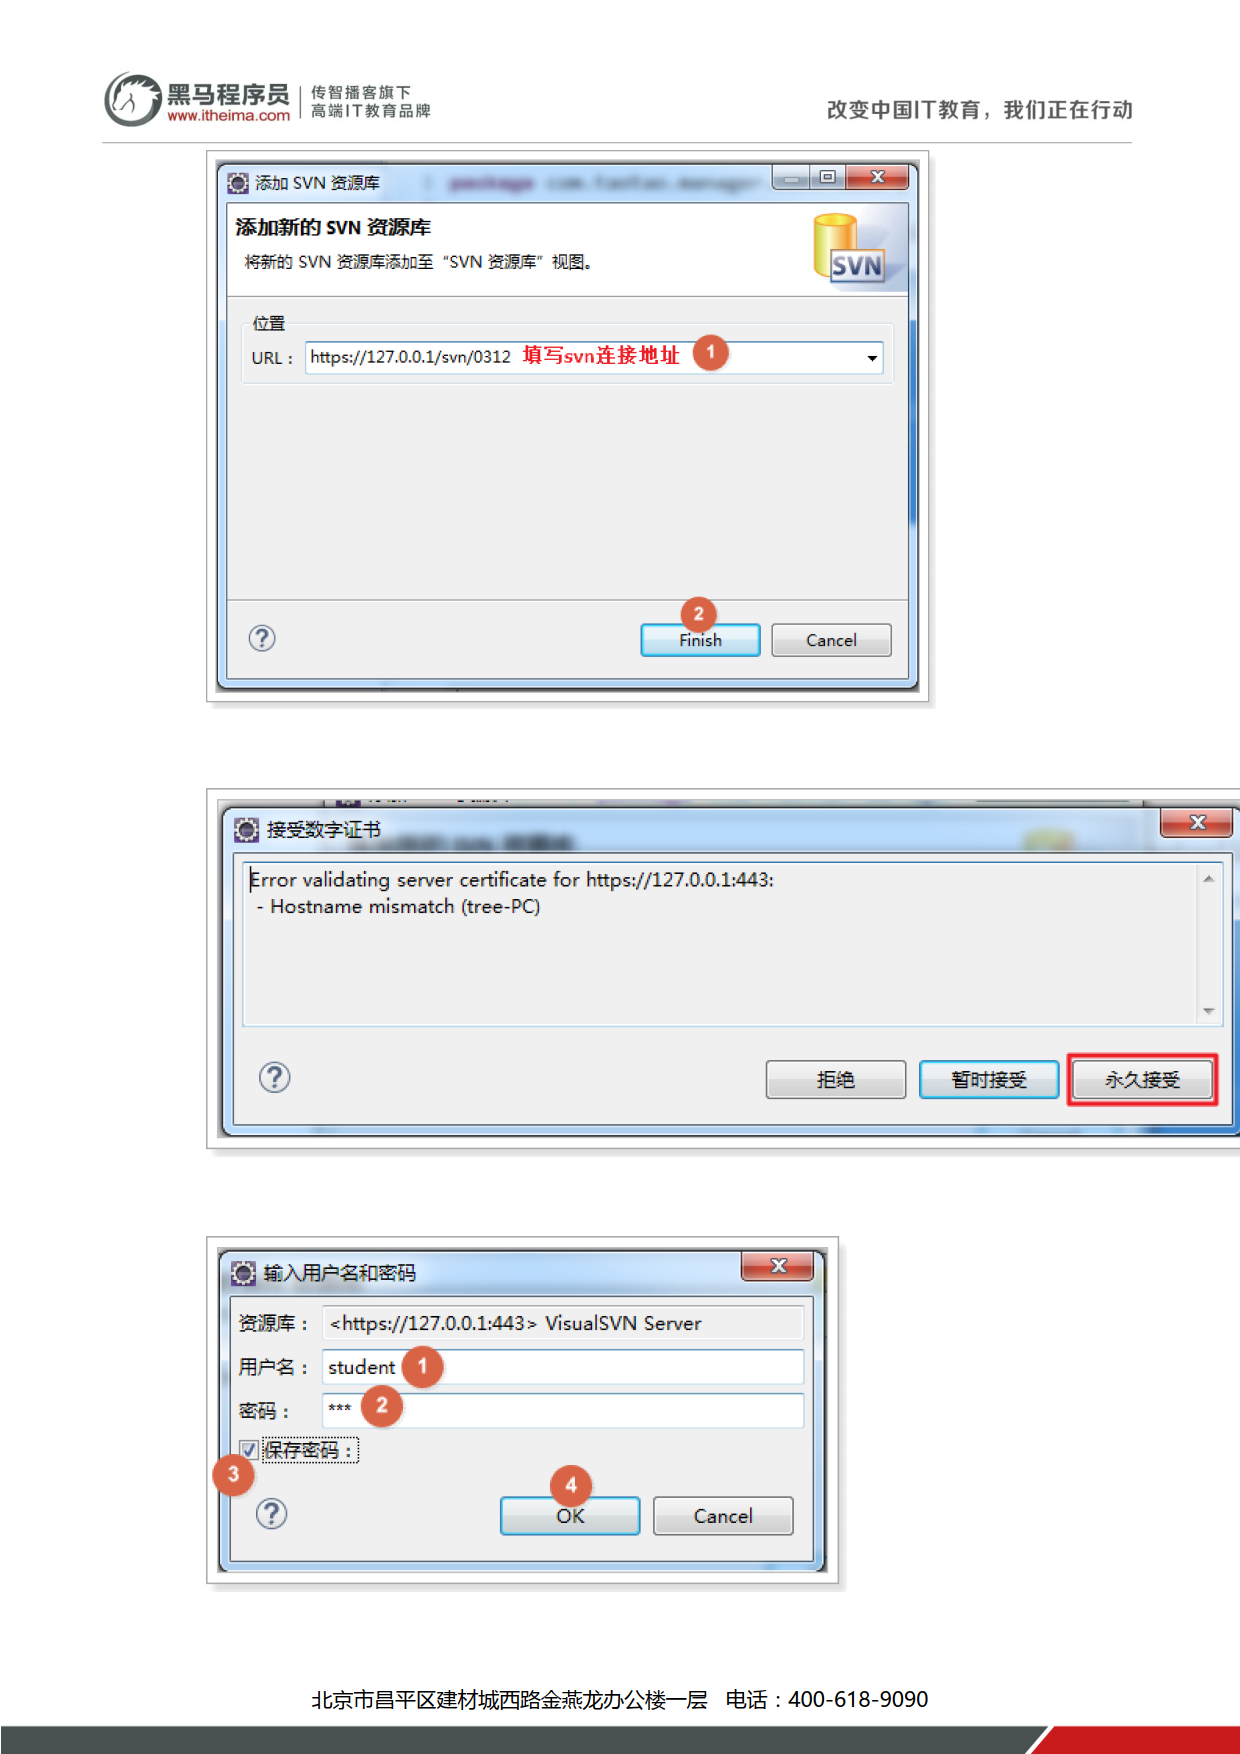 黑马程序员 传智播客旗下
www.itheima.com 高端IT教育品牌
改变中国IT教育，我们正在行动
添加 SVN 资源库
添加新的 SVN 资源库
将新的 SVN 资源库添加至“SVN 资源库”视图。
SVN
位置
URL： https://127.0.0.1/svn/0312 填写svn连接地址 1
2
Finish Cancel
接受数字证书
Error validating server certificate for https://127.0.0.1:443:
- Hostname mismatch (tree-PC)
拒绝 暂时接受 永久接受
输入用户名和密码
资源库： <https://127.0.0.1:443> VisualSVN Server
用户名： student 1
密码： *** 2
保存密码：
3
4
OK Cancel
北京市昌平区建材城西路金燕龙办公楼一层 电话：400-618-9090